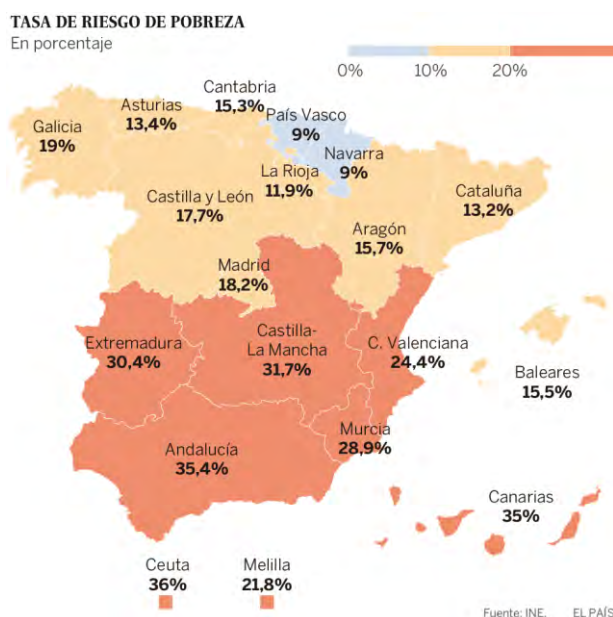 TASA DE RIESGO DE POBREZA
En porcentaje
0% 10% 20%
Cantabria
15,3%
Asturias
13,4%
País Vasco
9%
Galicia
19%
Navarra
9%
La Rioja
11,9%
Castilla y León
17,7%
Cataluña
13,2%
Aragón
15,7%
Madrid
18,2%
Extremadura
30,4%
Castilla-
La Mancha
31,7%
C. Valenciana
24,4%
Baleares
15,5%
Murcia
28,9%
Andalucía
35,4%
Canarias
35%
Ceuta
36%
Melilla
21,8%
Fuente: INE. EL PAÍS